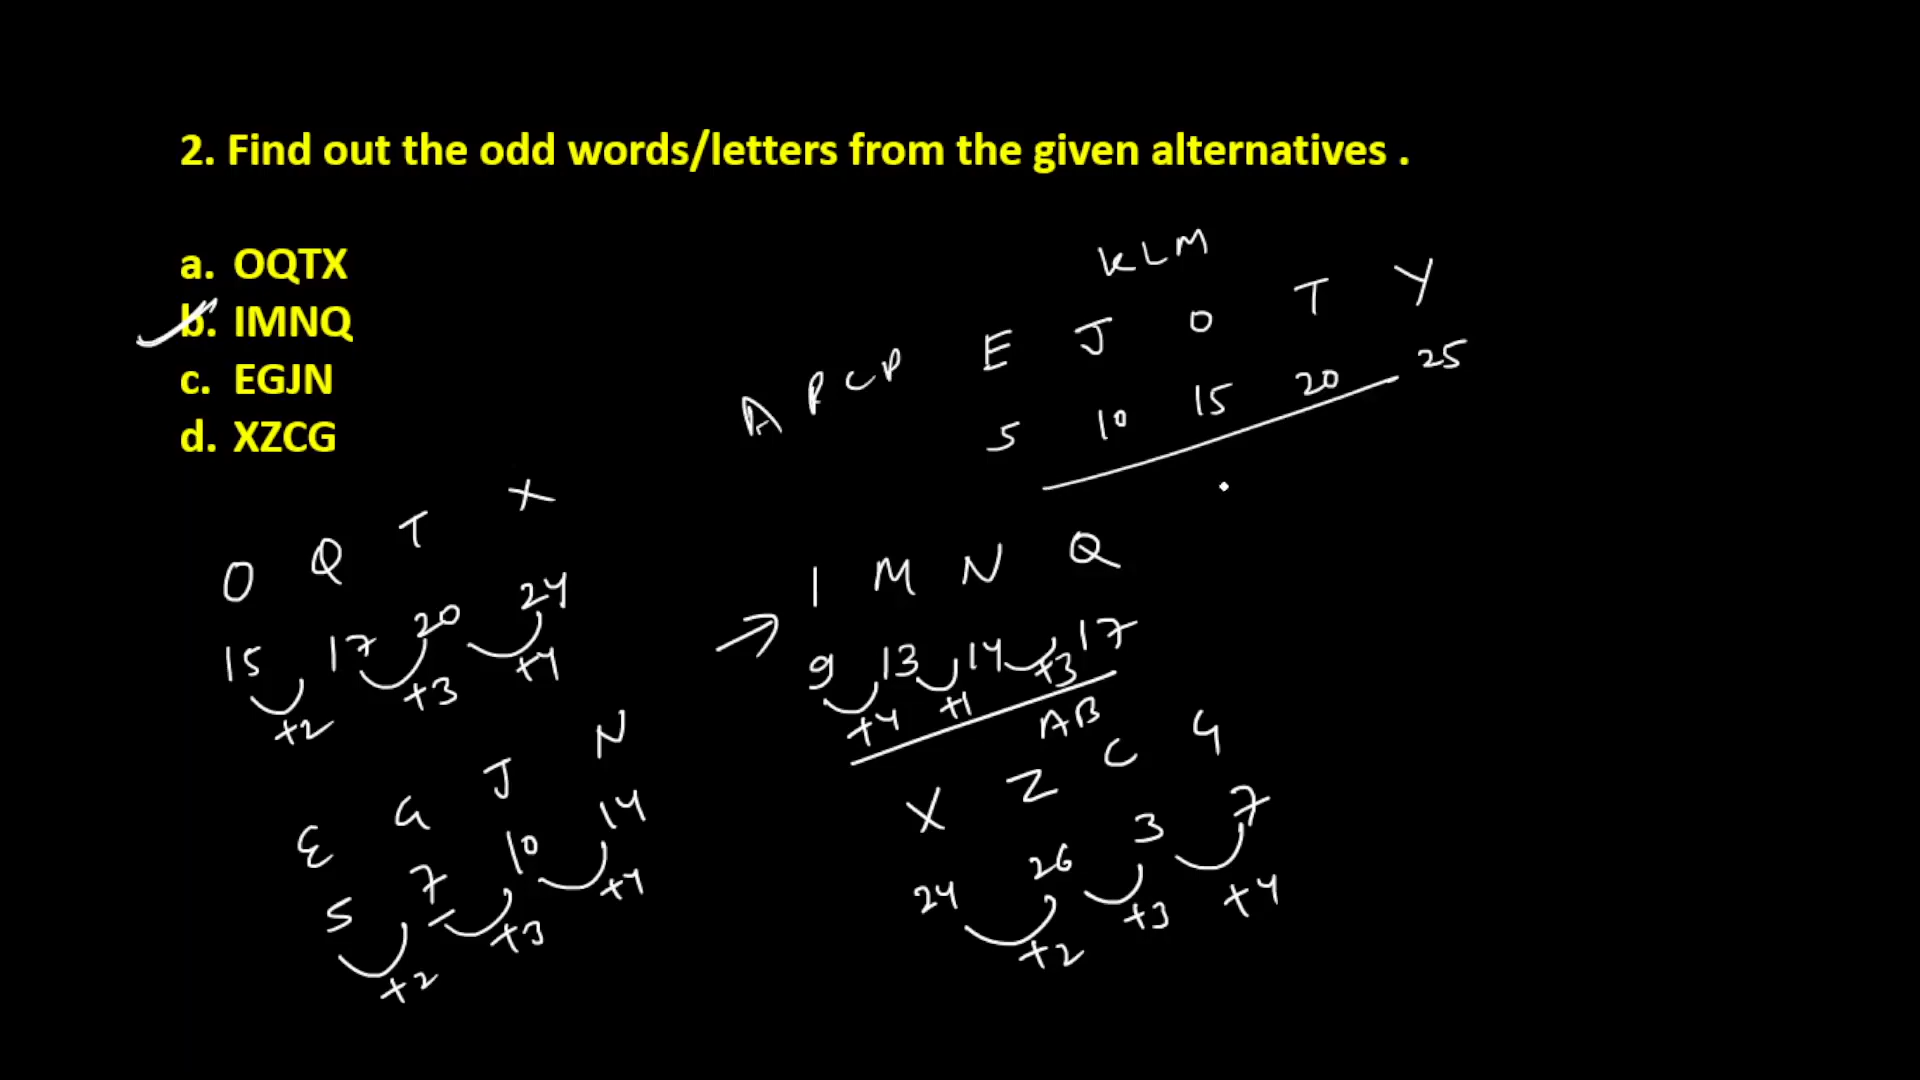 2. Find out the odd words/letters from the given alternatives .
a. OQTX
b. IMNQ
c. EGJN
d. XZCG
KLM
E J O T Y
5 10 15 20 25
O Q T X
15 17 20 24
+2 +3 +4
I M N Q
9 13 14 17
+4 +1 +3
E G J N
5 7 10 14
+2 +3 +4
AB
X Z C G
24 26 3 7
+2 +3 +4